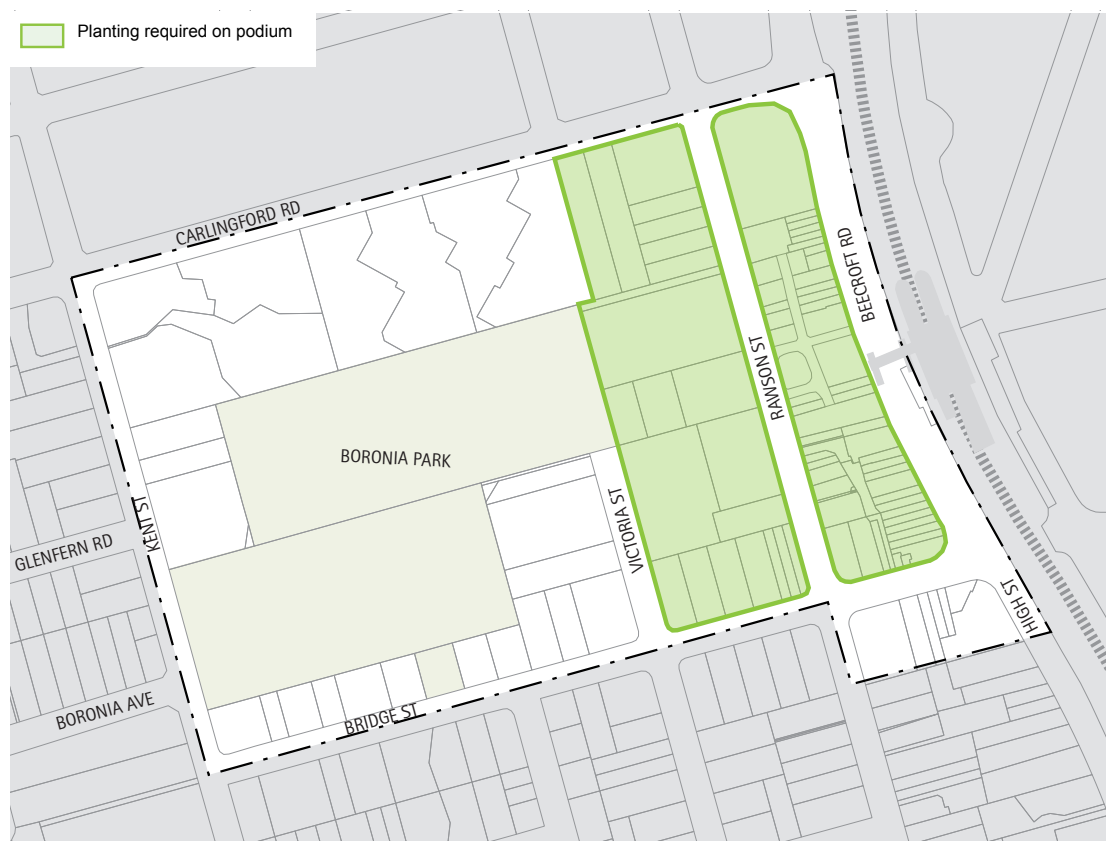 Planting required on podium
CARLINGFORD RD
BEECROFT RD
RAWSON ST
BORONIA PARK
KENT ST
VICTORIA ST
GLENFERN RD
HIGH ST
BORONIA AVE
BRIDGE ST